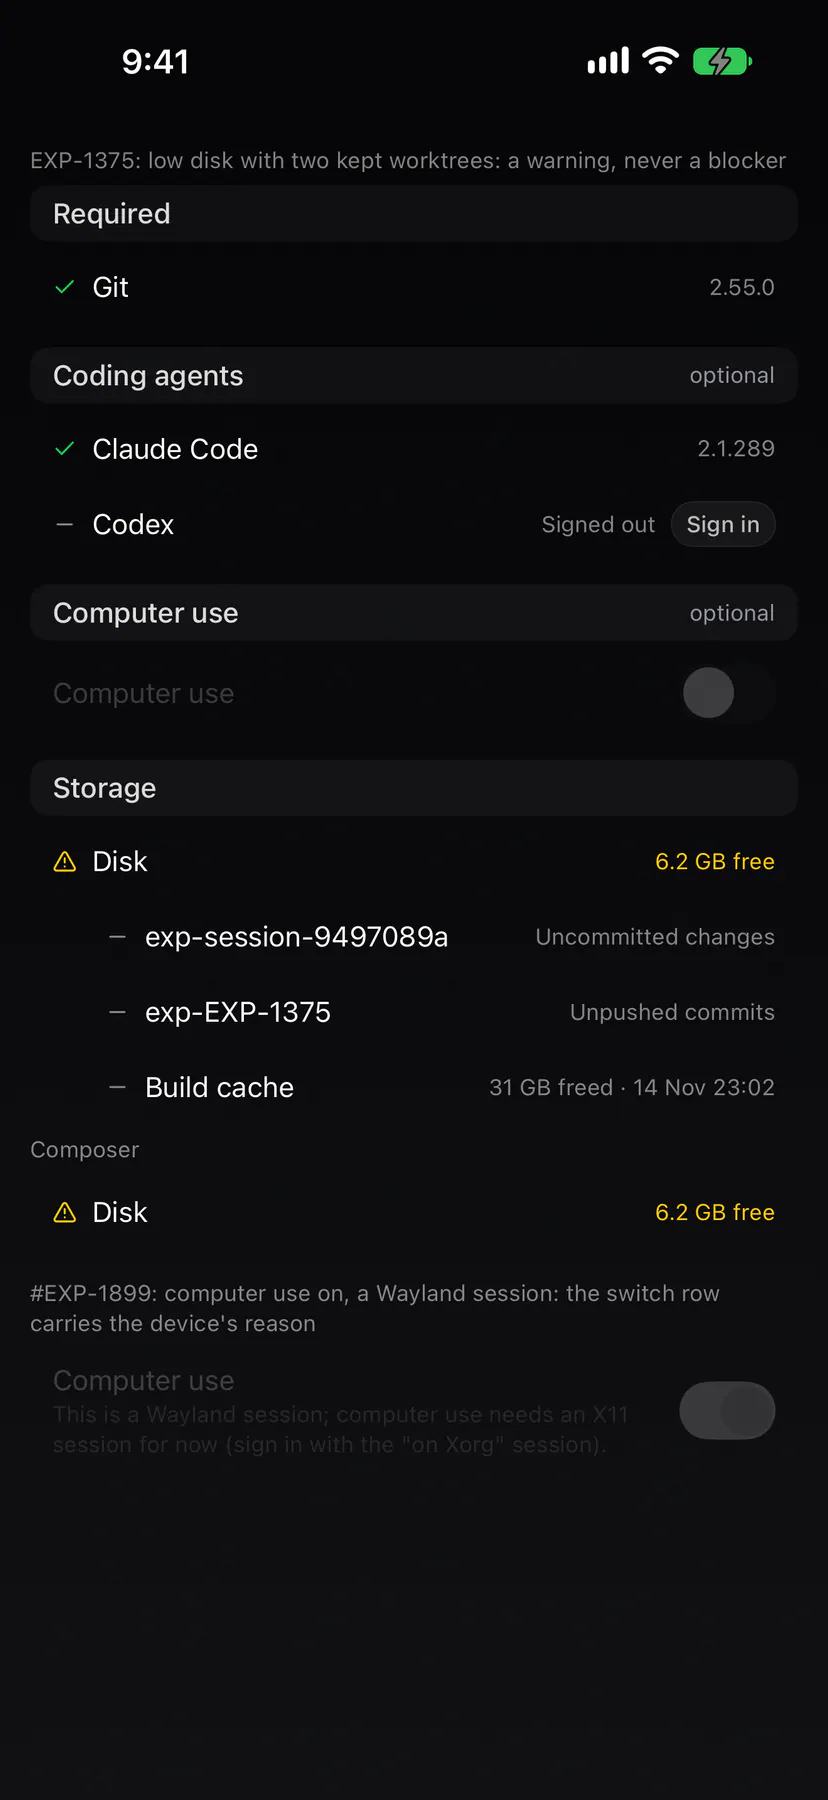 9:41
EXP-1375: low disk with two kept worktrees: a warning, never a blocker
Required
Git 2.55.0
Coding agents optional
Claude Code 2.1.289
Codex Signed out Sign in
Computer use optional
Computer use
Storage
Disk 6.2 GB free
exp-session-9497089a Uncommitted changes
exp-EXP-1375 Unpushed commits
Build cache 31 GB freed · 14 Nov 23:02
Composer
Disk 6.2 GB free
#EXP-1899: computer use on, a Wayland session: the switch row
carries the device's reason
Computer use
This is a Wayland session; computer use needs an X11
session for now (sign in with the "on Xorg" session).